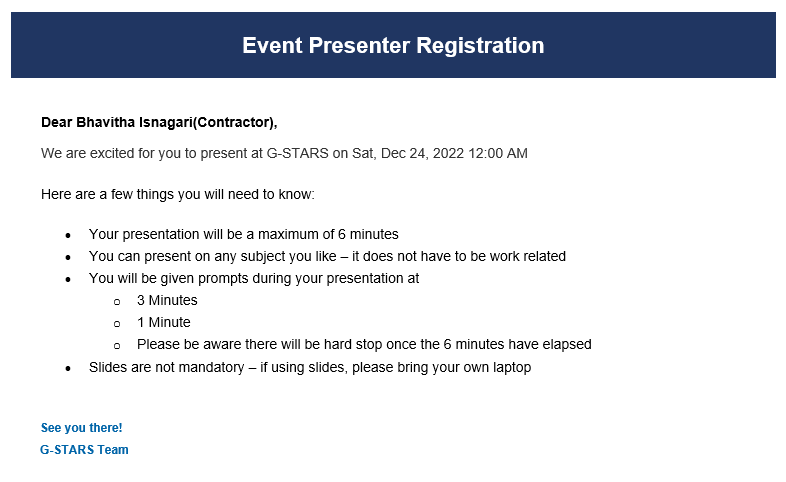 Event Presenter Registration
Dear Bhavitha Isnagari(Contractor),
We are excited for you to present at G-STARS on Sat, Dec 24, 2022 12:00 AM
Here are a few things you will need to know:
• Your presentation will be a maximum of 6 minutes
• You can present on any subject you like – it does not have to be work related
• You will be given prompts during your presentation at
o 3 Minutes
o 1 Minute
o Please be aware there will be hard stop once the 6 minutes have elapsed
• Slides are not mandatory – if using slides, please bring your own laptop
See you there!
G-STARS Team